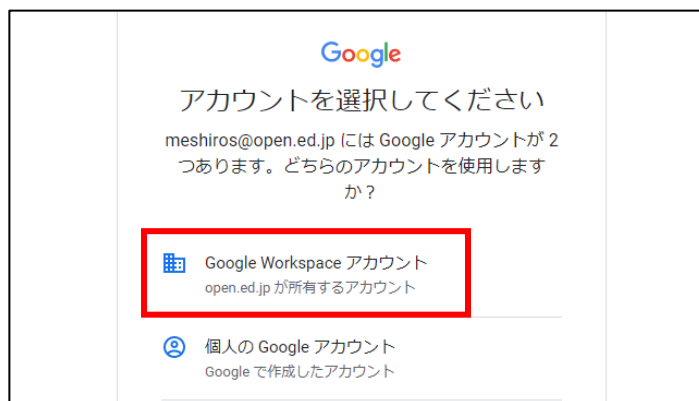 Google
アカウントを選択してください
meshiros@open.ed.jp には Google アカウントが 2
つあります。どちらのアカウントを使用します
か？
Google Workspace アカウント
open.ed.jp が所有するアカウント
個人の Google アカウント
Google で作成したアカウント